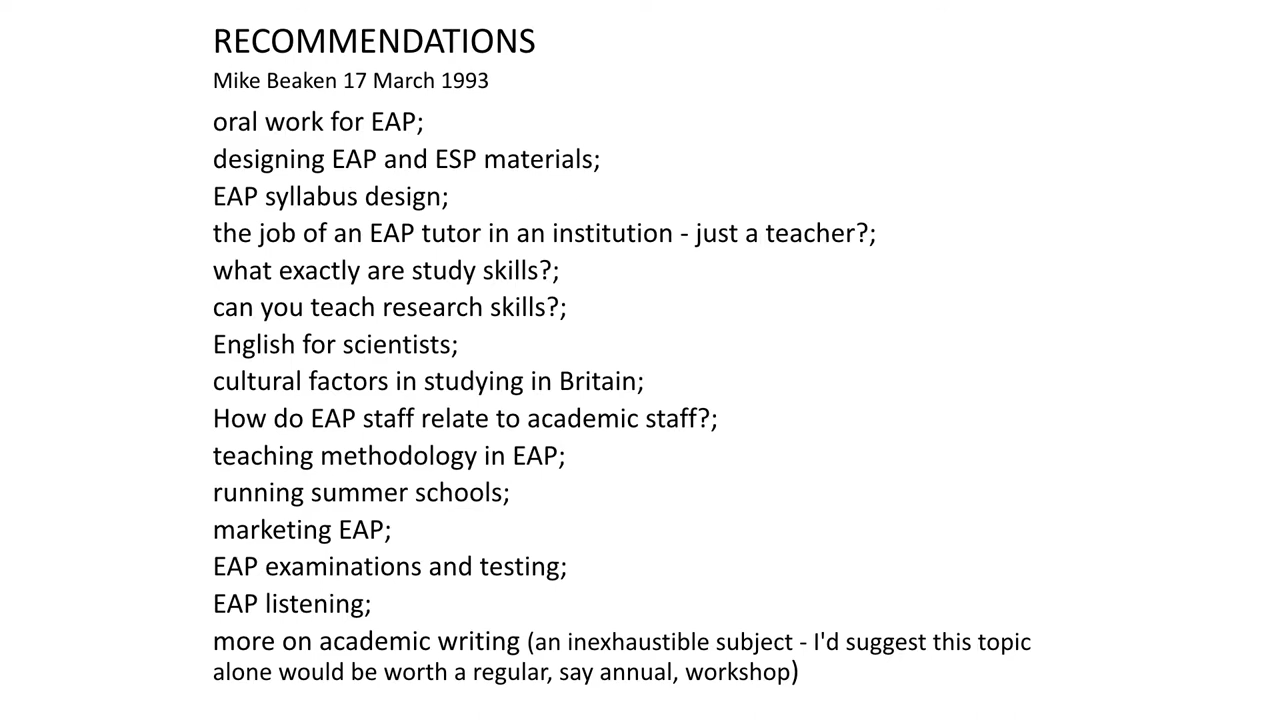 RECOMMENDATIONS
Mike Beaken 17 March 1993
oral work for EAP;
designing EAP and ESP materials;
EAP syllabus design;
the job of an EAP tutor in an institution - just a teacher?;
what exactly are study skills?;
can you teach research skills?;
English for scientists;
cultural factors in studying in Britain;
How do EAP staff relate to academic staff?;
teaching methodology in EAP;
running summer schools;
marketing EAP;
EAP examinations and testing;
EAP listening;
more on academic writing (an inexhaustible subject - I'd suggest this topic
alone would be worth a regular, say annual, workshop)